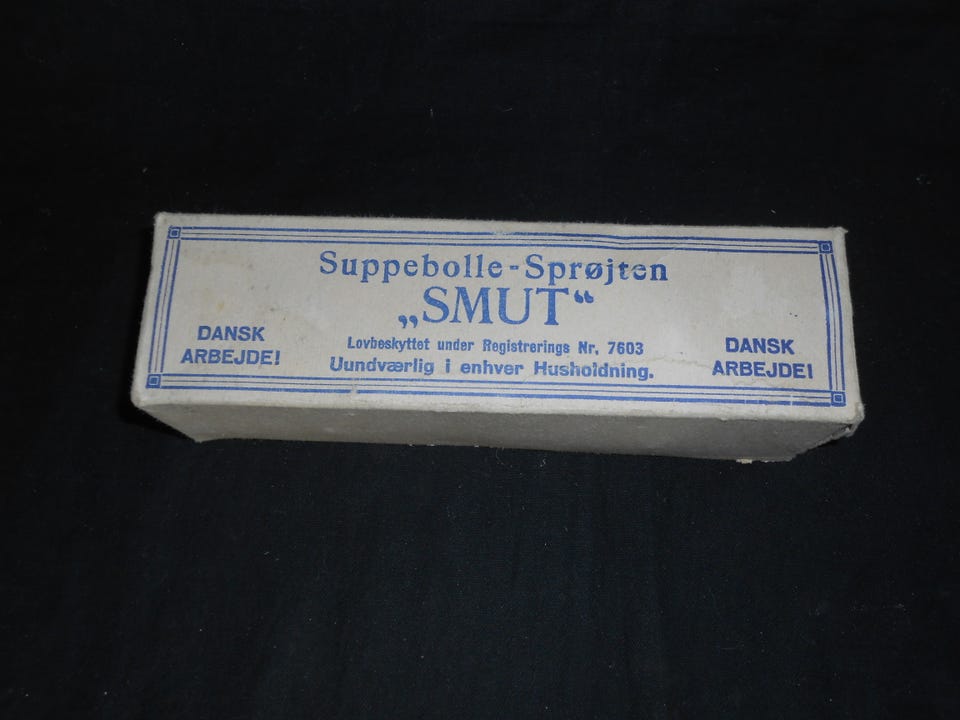 Suppebolle-Sprøjten
„SMUT“
DANSK
ARBEJDE!
Lovbeskyttet under Registrerings Nr. 7603
Uundværlig i enhver Husholdning.
DANSK
ARBEJDE!